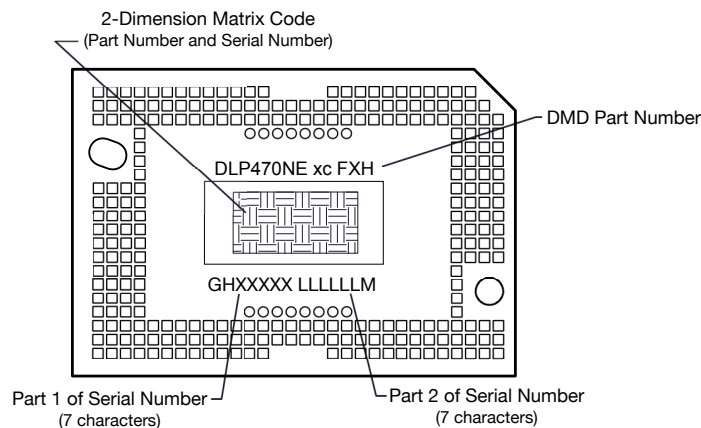 2-Dimension Matrix Code
(Part Number and Serial Number)
DMD Part Number
DLP470NE xc FXH
GHXXXXX LLLLLLM
Part 1 of Serial Number
(7 characters)
Part 2 of Serial Number
(7 characters)